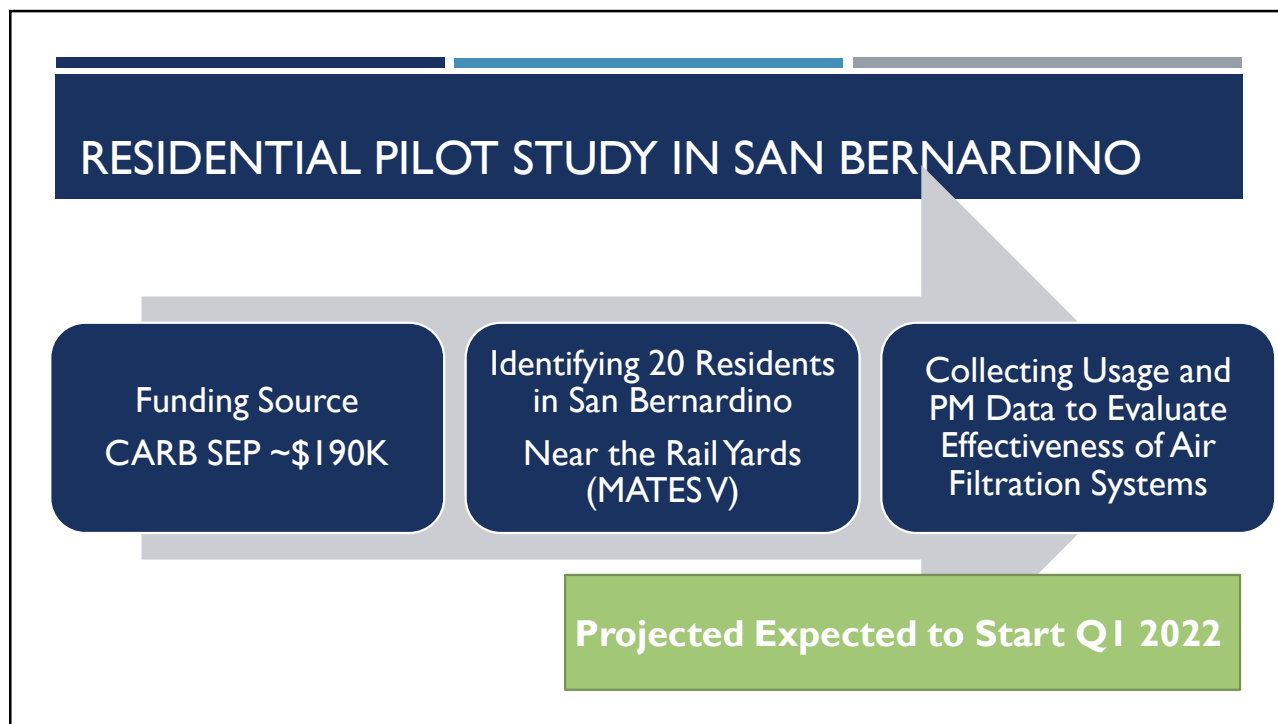 RESIDENTIAL PILOT STUDY IN SAN BERNARDINO
Funding Source
CARB SEP ~$190K
Identifying 20 Residents
in San Bernardino
Near the Rail Yards
(MATES V)
Collecting Usage and
PM Data to Evaluate
Effectiveness of Air
Filtration Systems
Projected Expected to Start Q1 2022